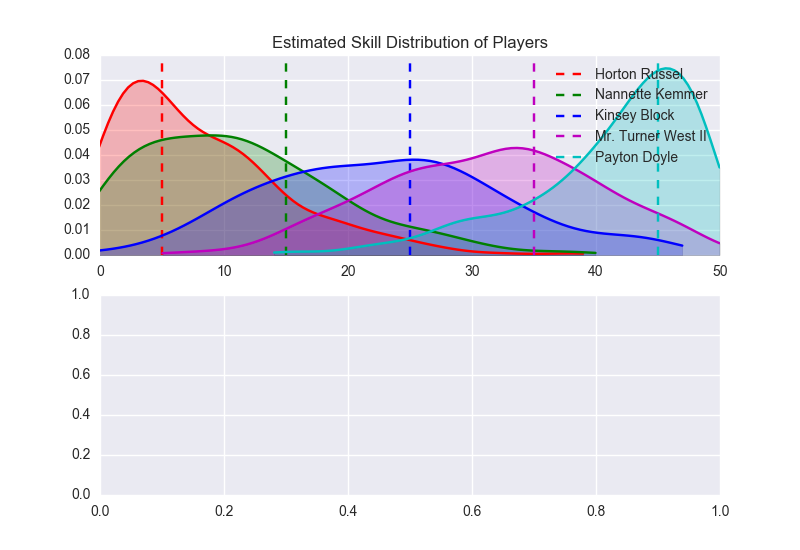 Estimated Skill Distribution of Players
0.08
0.07
0.06
0.05
0.04
0.03
0.02
0.01
0.00
Horton Russel
Nannette Kemmer
Kinsey Block
Mr. Turner West II
Payton Doyle
0 10 20 30 40 50
1.0
0.8
0.6
0.4
0.2
0.0
0.0 0.2 0.4 0.6 0.8 1.0